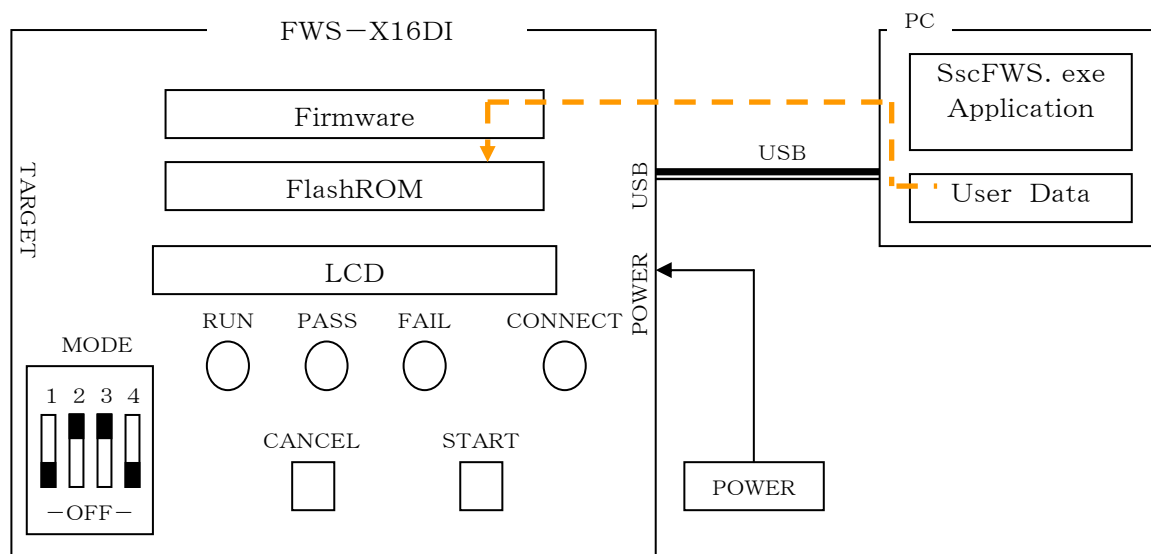 FWS-X16DI
PC
SscFWS.exe
Application
Firmware
USB
FlashROM
User Data
TARGET
USB
LCD
POWER
RUN PASS FAIL CONNECT
MODE
1 2 3 4
CANCEL START
POWER
-OFF-